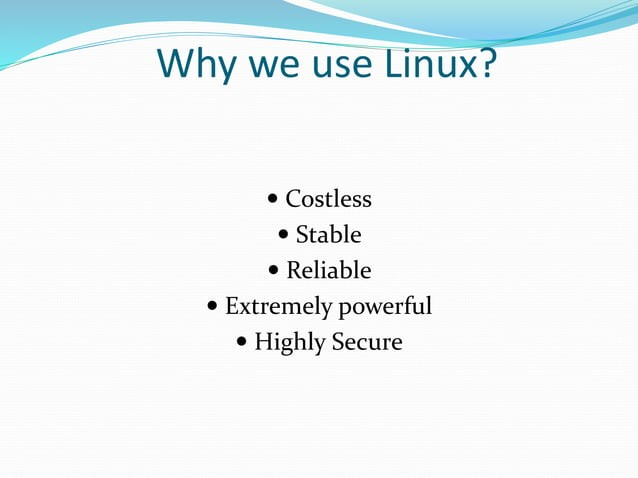 Why we use Linux?
• Costless
• Stable
• Reliable
• Extremely powerful
• Highly Secure